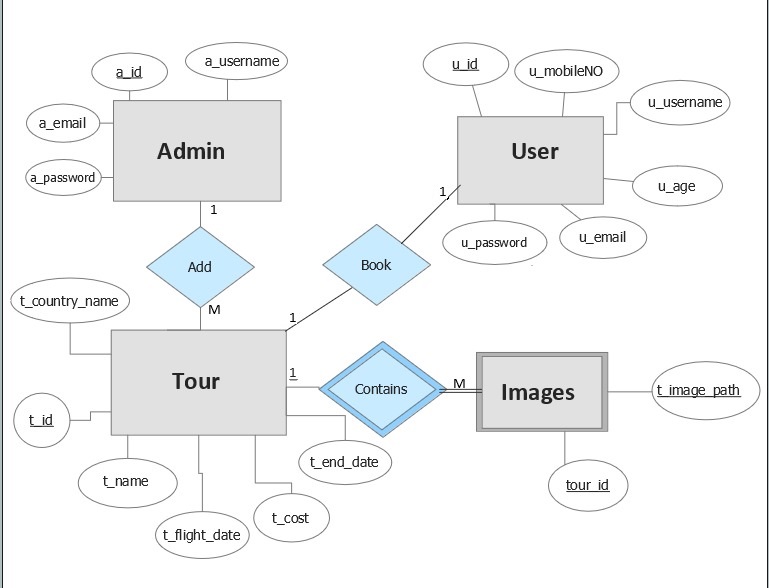 a_username
a_id
u_id
u_mobileNO
u_username
a_email
Admin
User
a_password
u_age
1
1
u_password
u_email
Add
Book
t_country_name
M
1
Tour
1
Contains
M
Images
t_image_path
t_id
t_end_date
t_name
tour_id
t_cost
t_flight_date